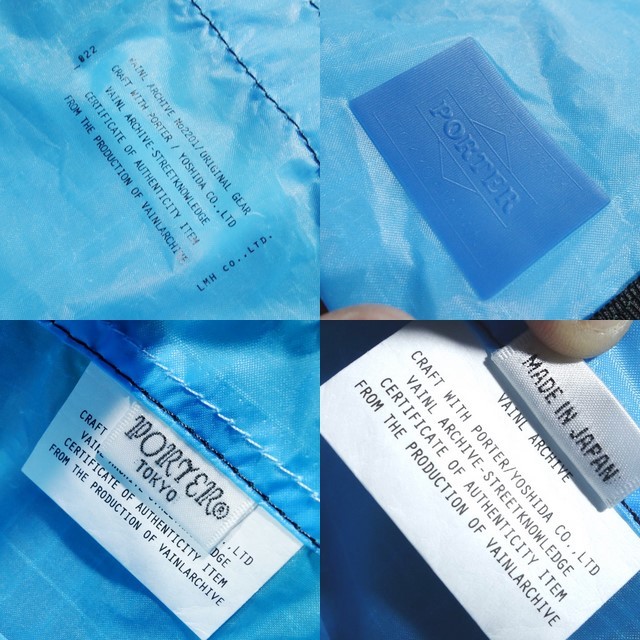 .022
VAINL ARCHIVE MG2221/ORIGINAL GEAR
CRAFT WITH PORTER/ YOSHIDA CO.,LTD
VAINL ARCHIVE-STREETKNOWLEDGE
CERTIFICATE OF AUTHENTICITY ITEM
FROM THE PRODUCTION OF VAINLARCHIVE
LMH CO.,LTD.
PORTER
PORTER®
TOKYO
CRAFT
VAIN
.,LTD
DGE
CERTIFICATE OF AUTHENTICITY ITEM
FROM THE PRODUCTION OF VAINLARCHIVE
MADE IN JAPAN
VAINL ARCHIVE
CRAFT WITH PORTER/YOSHIDA CO.,LTD
VAINL ARCHIVE-STREETKNOWLEDGE
CERTIFICATE OF AUTHENTICITY ITEM
FROM THE PRODUCTION OF VAINLARCHIVE